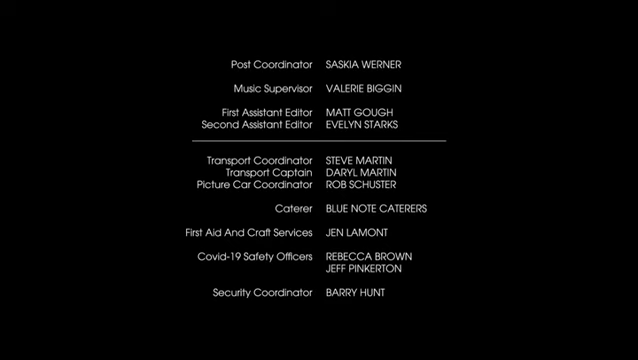 Post Coordinator SASKIA WERNER
Music Supervisor VALERIE BIGGIN
First Assistant Editor MATT GOUGH
Second Assistant Editor EVELYN STARKS
Transport Coordinator STEVE MARTIN
Transport Captain DARYL MARTIN
Picture Car Coordinator ROB SCHUSTER
Caterer BLUE NOTE CATERERS
First Aid And Craft Services JEN LAMONT
Covid-19 Safety Officers REBECCA BROWN
JEFF PINKERTON
Security Coordinator BARRY HUNT